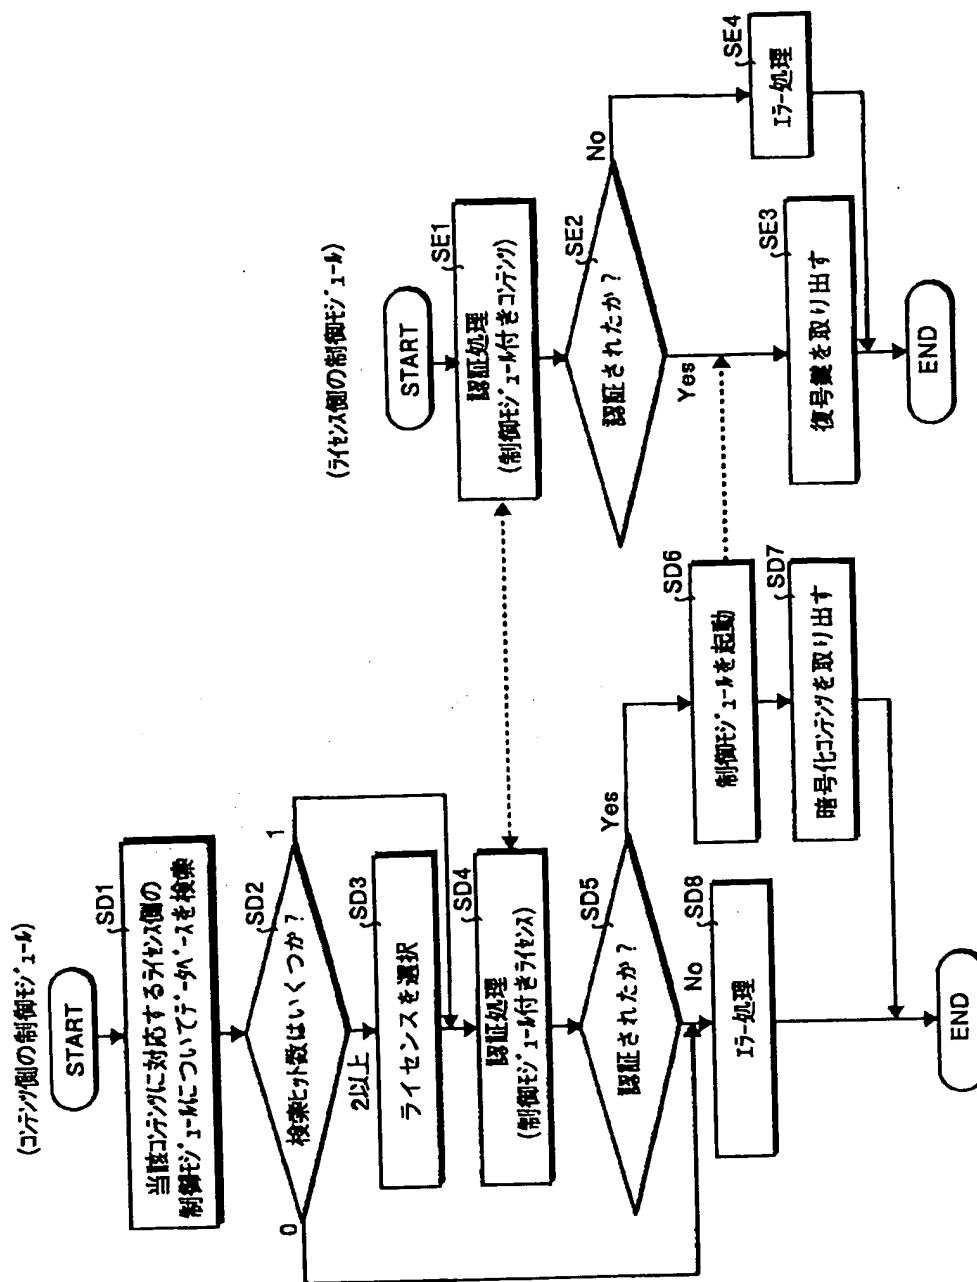 (コンテンツ側の制御モジュール)
START
SD1
当該コンテンツに対応するライセンス側の
制御モジュールについてデータベースを検索
SD2
検索ヒット数はいくつか?
0
1
2以上
SD3
ライセンスを選択
SD4
認証処理
(制御モジュール付きライセンス)
SD5
認証されたか?
Yes
No
SD6
制御モジュールを起動
SD7
暗号化コンテンツを取り出す
SD8
エラー処理
END
(ライセンス側の制御モジュール)
START
SE1
認証処理
(制御モジュール付きコンテンツ)
SE2
認証されたか?
No
Yes
SE3
復号鍵を取り出す
SE4
エラー処理
END